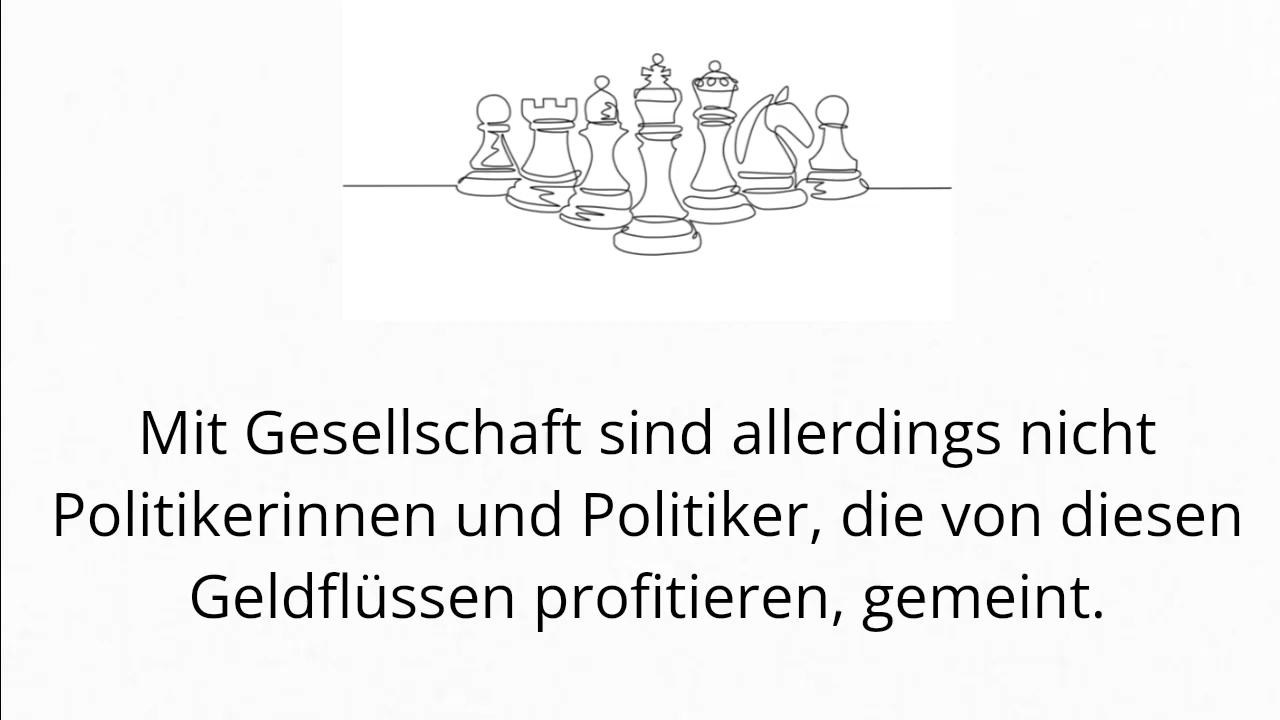 Mit Gesellschaft sind allerdings nicht
Politikerinnen und Politiker, die von diesen
Geldflüssen profitieren, gemeint.